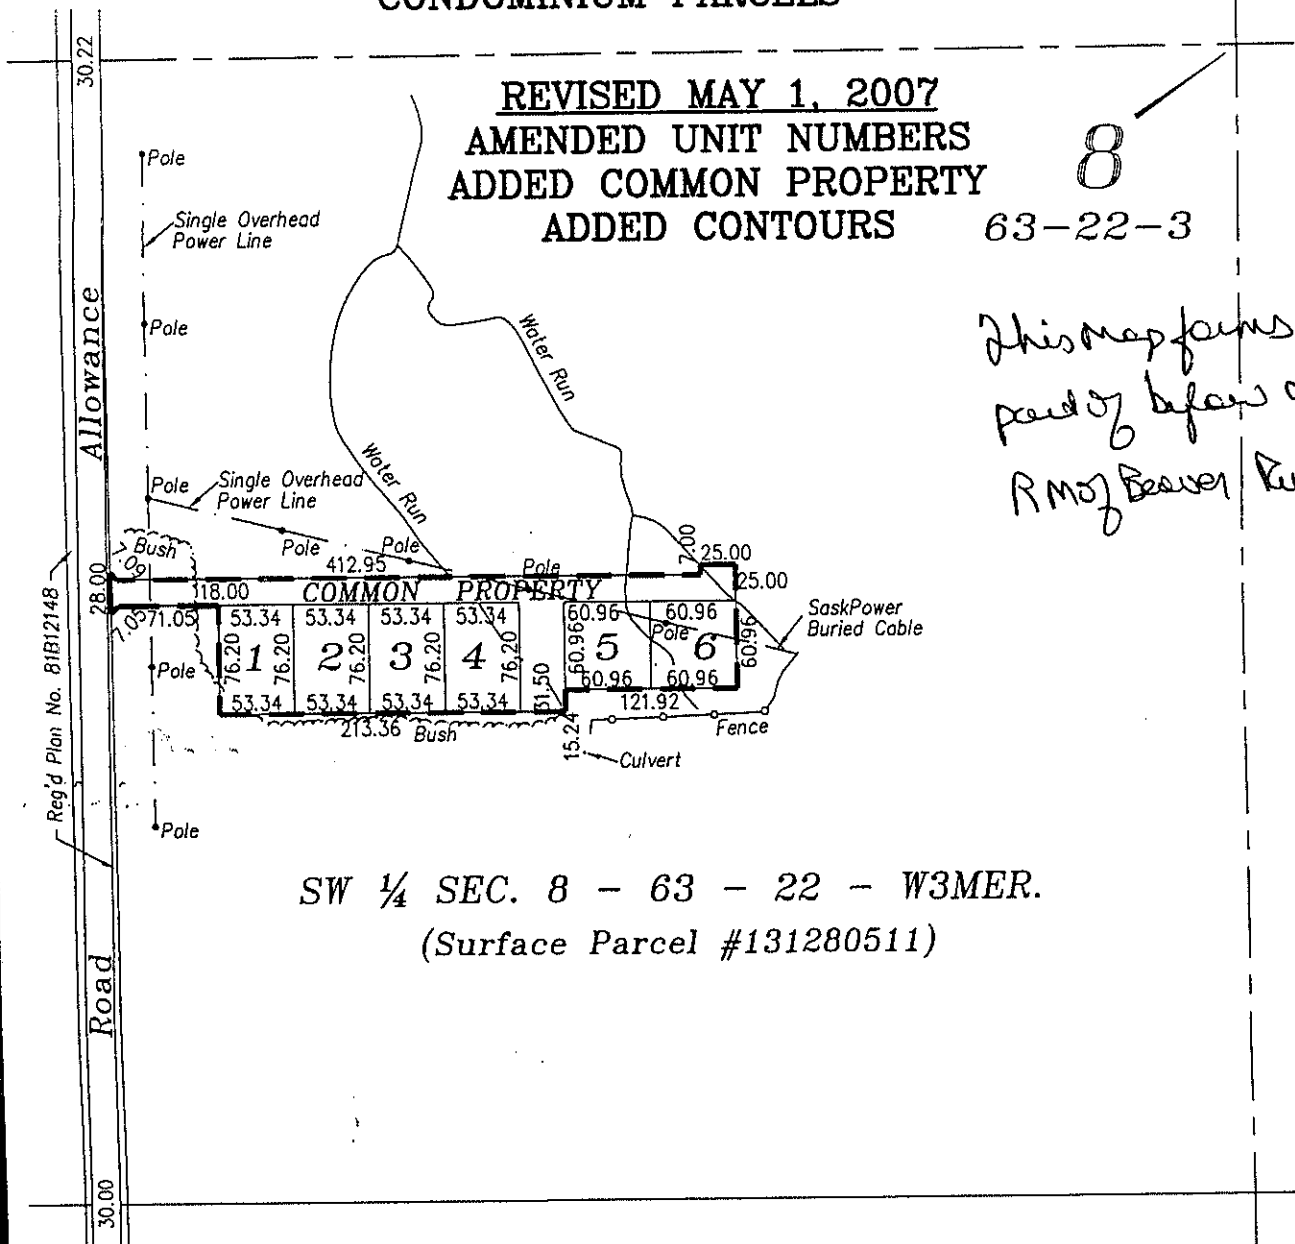 CONDOMINIUM PARCELS
30.22
REVISED MAY 1, 2007
AMENDED UNIT NUMBERS
ADDED COMMON PROPERTY
ADDED CONTOURS
8
63-22-3
This map forms
part of bylaw
RM of Beaver
Pole
Single Overhead
Power Line
Pole
Allowance
Water Run
Water Run
Pole
Single Overhead
Power Line
Pole
Pole
Bush
7.09
412.95
Pole
7.00
25.00
25.00
28.00
18.00
COMMON PROPERTY
7.05
71.05
53.34
53.34
53.34
53.34
60.96
60.96
SaskPower
Buried Cable
76.20
1
76.20
2
76.20
3
76.20
4
76.20
60.96
5
Pole
6
60.96
Pole
53.34
53.34
53.34
53.34
31.50
60.96
60.96
121.92
213.36
Bush
15.24
Fence
Culvert
Reg'd Plan No. 81B12148
Pole
SW ¼ SEC. 8 - 63 - 22 - W3MER.
(Surface Parcel #131280511)
Road
30.00